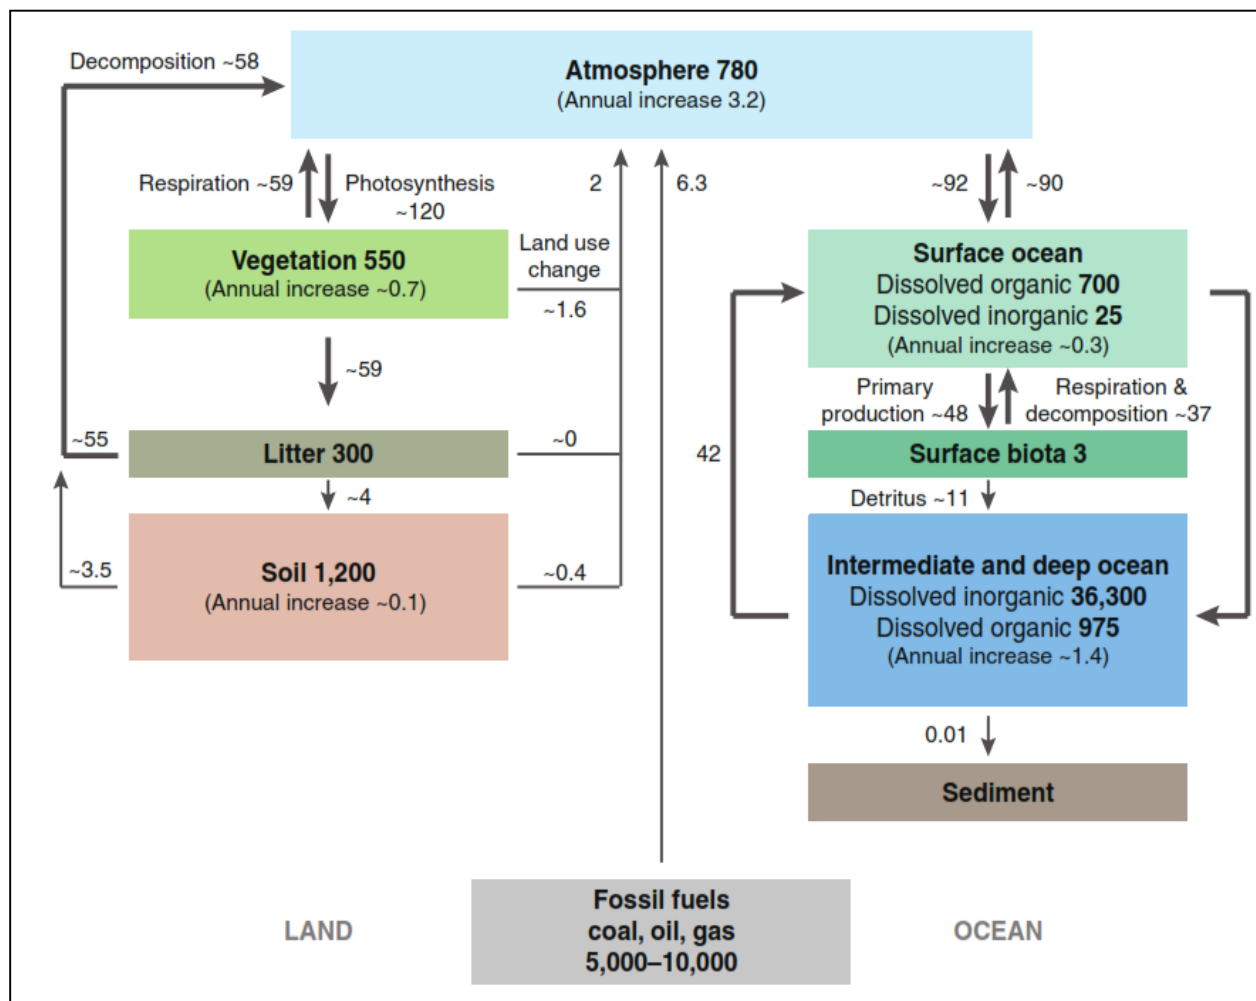 Decomposition ~58
Atmosphere 780
(Annual increase 3.2)
Respiration ~59
Photosynthesis
~120
2
6.3
~92
~90
Vegetation 550
(Annual increase ~0.7)
Land use
change
~1.6
Surface ocean
Dissolved organic 700
Dissolved inorganic 25
(Annual increase ~0.3)
~59
Primary
production ~48
Respiration &
decomposition ~37
~55
Litter 300
~0
42
Surface biota 3
~4
Detritus ~11
~3.5
Soil 1,200
(Annual increase ~0.1)
~0.4
Intermediate and deep ocean
Dissolved inorganic 36,300
Dissolved organic 975
(Annual increase ~1.4)
0.01
Sediment
LAND
Fossil fuels
coal, oil, gas
5,000–10,000
OCEAN